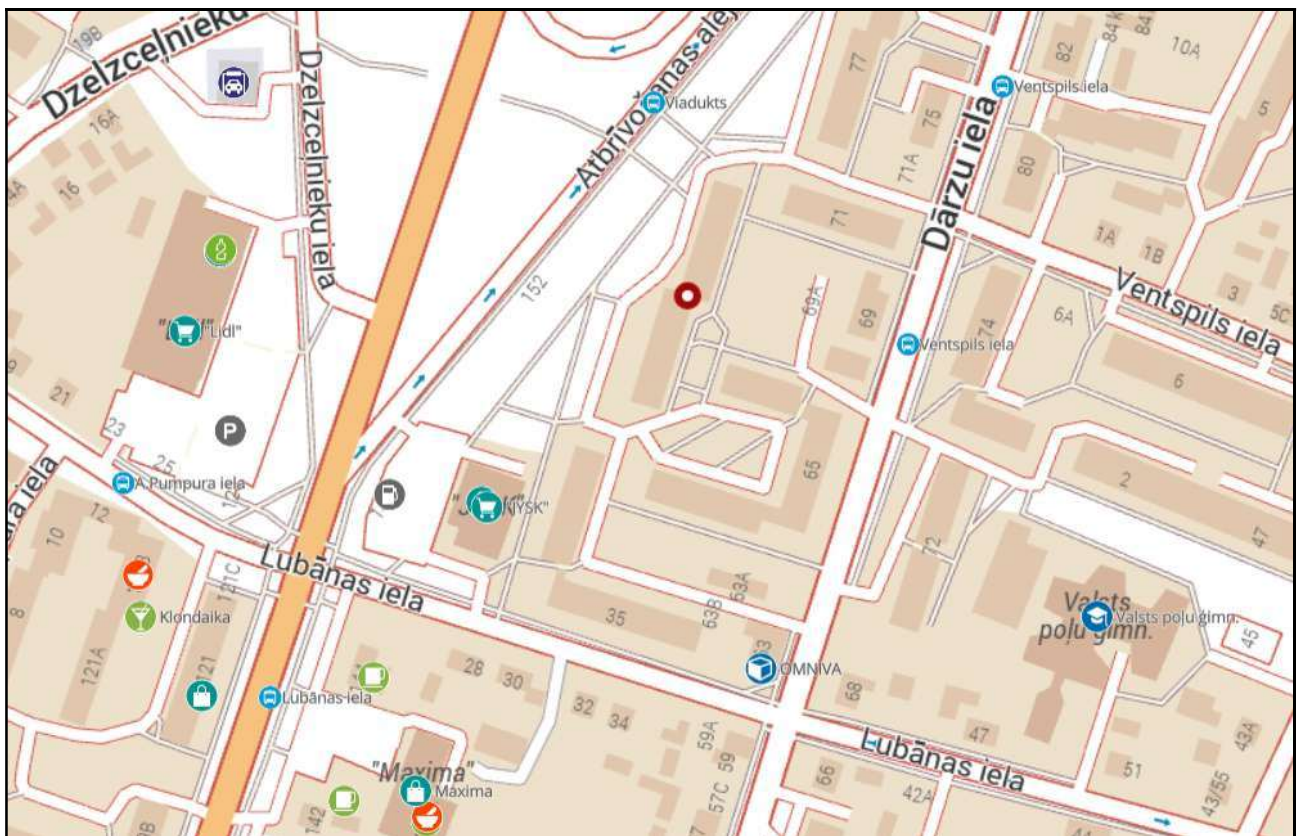 19B
Dzelzceļnieku
Dzelzceļnieku iela
16A
16
21
23
25
Atbrīvošanas alej
Viadukts
152
77
75
71A
71
82
84
10A
5
Ventspils iela
Dārzu iela
80
1A
1B
3
5C
Ventspils iela
6A
6
69A
69
74
Ventspils iela
"Lidl"
P
A.Pumpura iela
"JYSK"
65
2
47
72
12
10
8
121C
Lubānas iela
35
53A
63B
Valsts
poļu ģimn.
Valsts poļu ģimn.
45
Klondaika
121A
121
OMNIVA
28
30
32
34
68
47
Lubānas iela
59A
59
57C
66
42A
51
43A
43/55
Lubānas iela
"Maxima"
Maxima
142